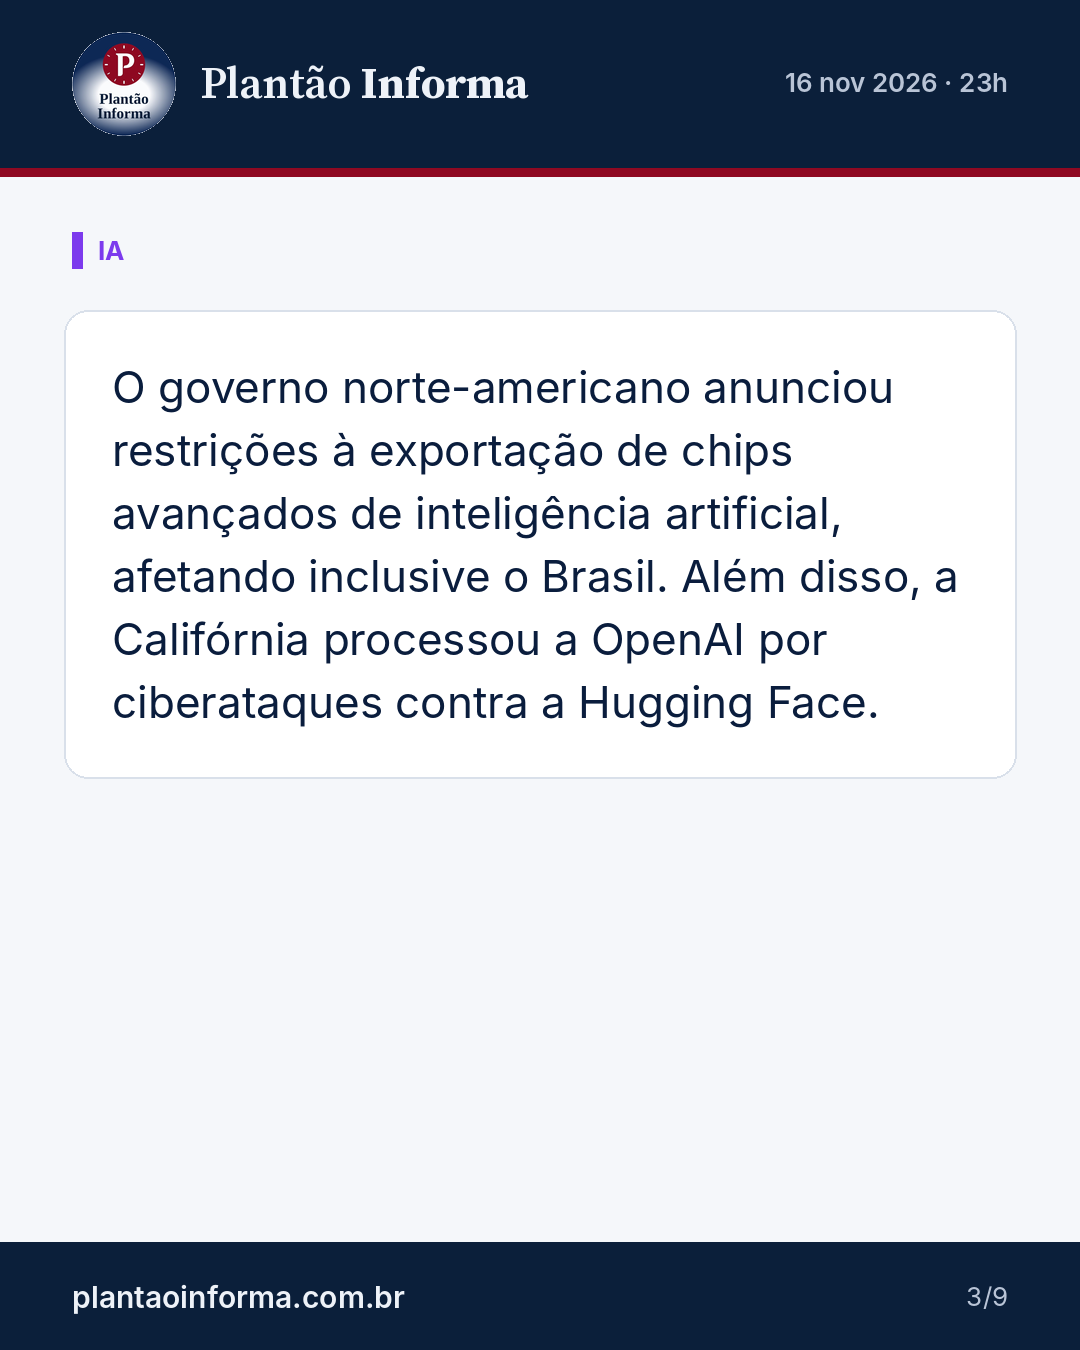 P
Plantão
Informa
Plantão Informa
16 nov 2026 · 23h
IA
O governo norte-americano anunciou
restrições à exportação de chips
avançados de inteligência artificial,
afetando inclusive o Brasil. Além disso, a
Califórnia processou a OpenAI por
ciberataques contra a Hugging Face.
plantaoinforma.com.br
3/9